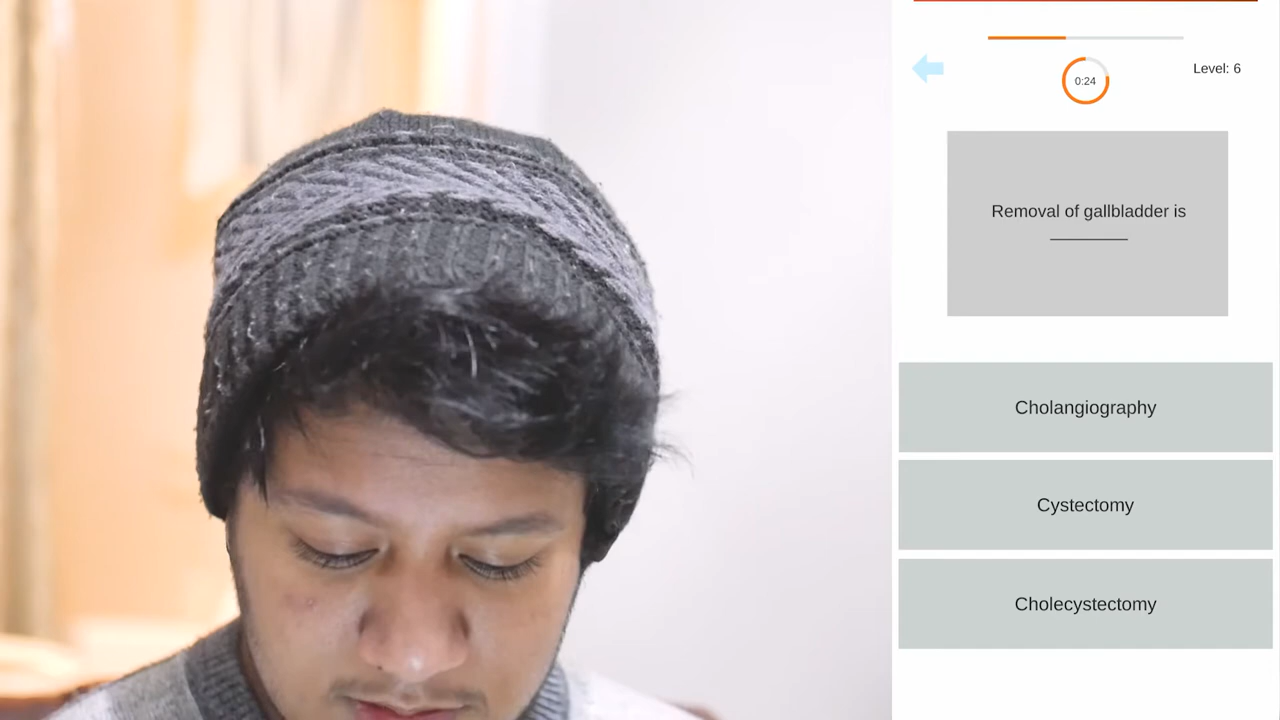 0:24
Level: 6
Removal of gallbladder is
Cholangiography
Cystectomy
Cholecystectomy